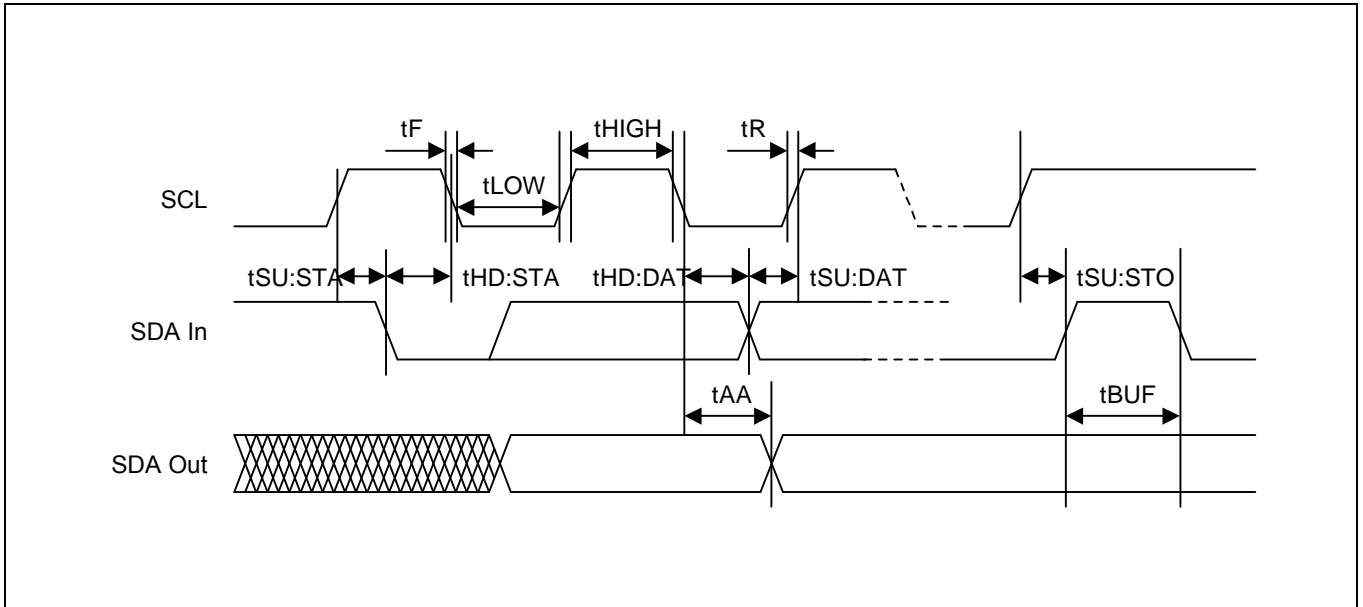 tF
tHIGH
tR
tLOW
SCL
tSU:STA
tHD:STA
tHD:DAT
tSU:DAT
tSU:STO
SDA In
tAA
tBUF
SDA Out